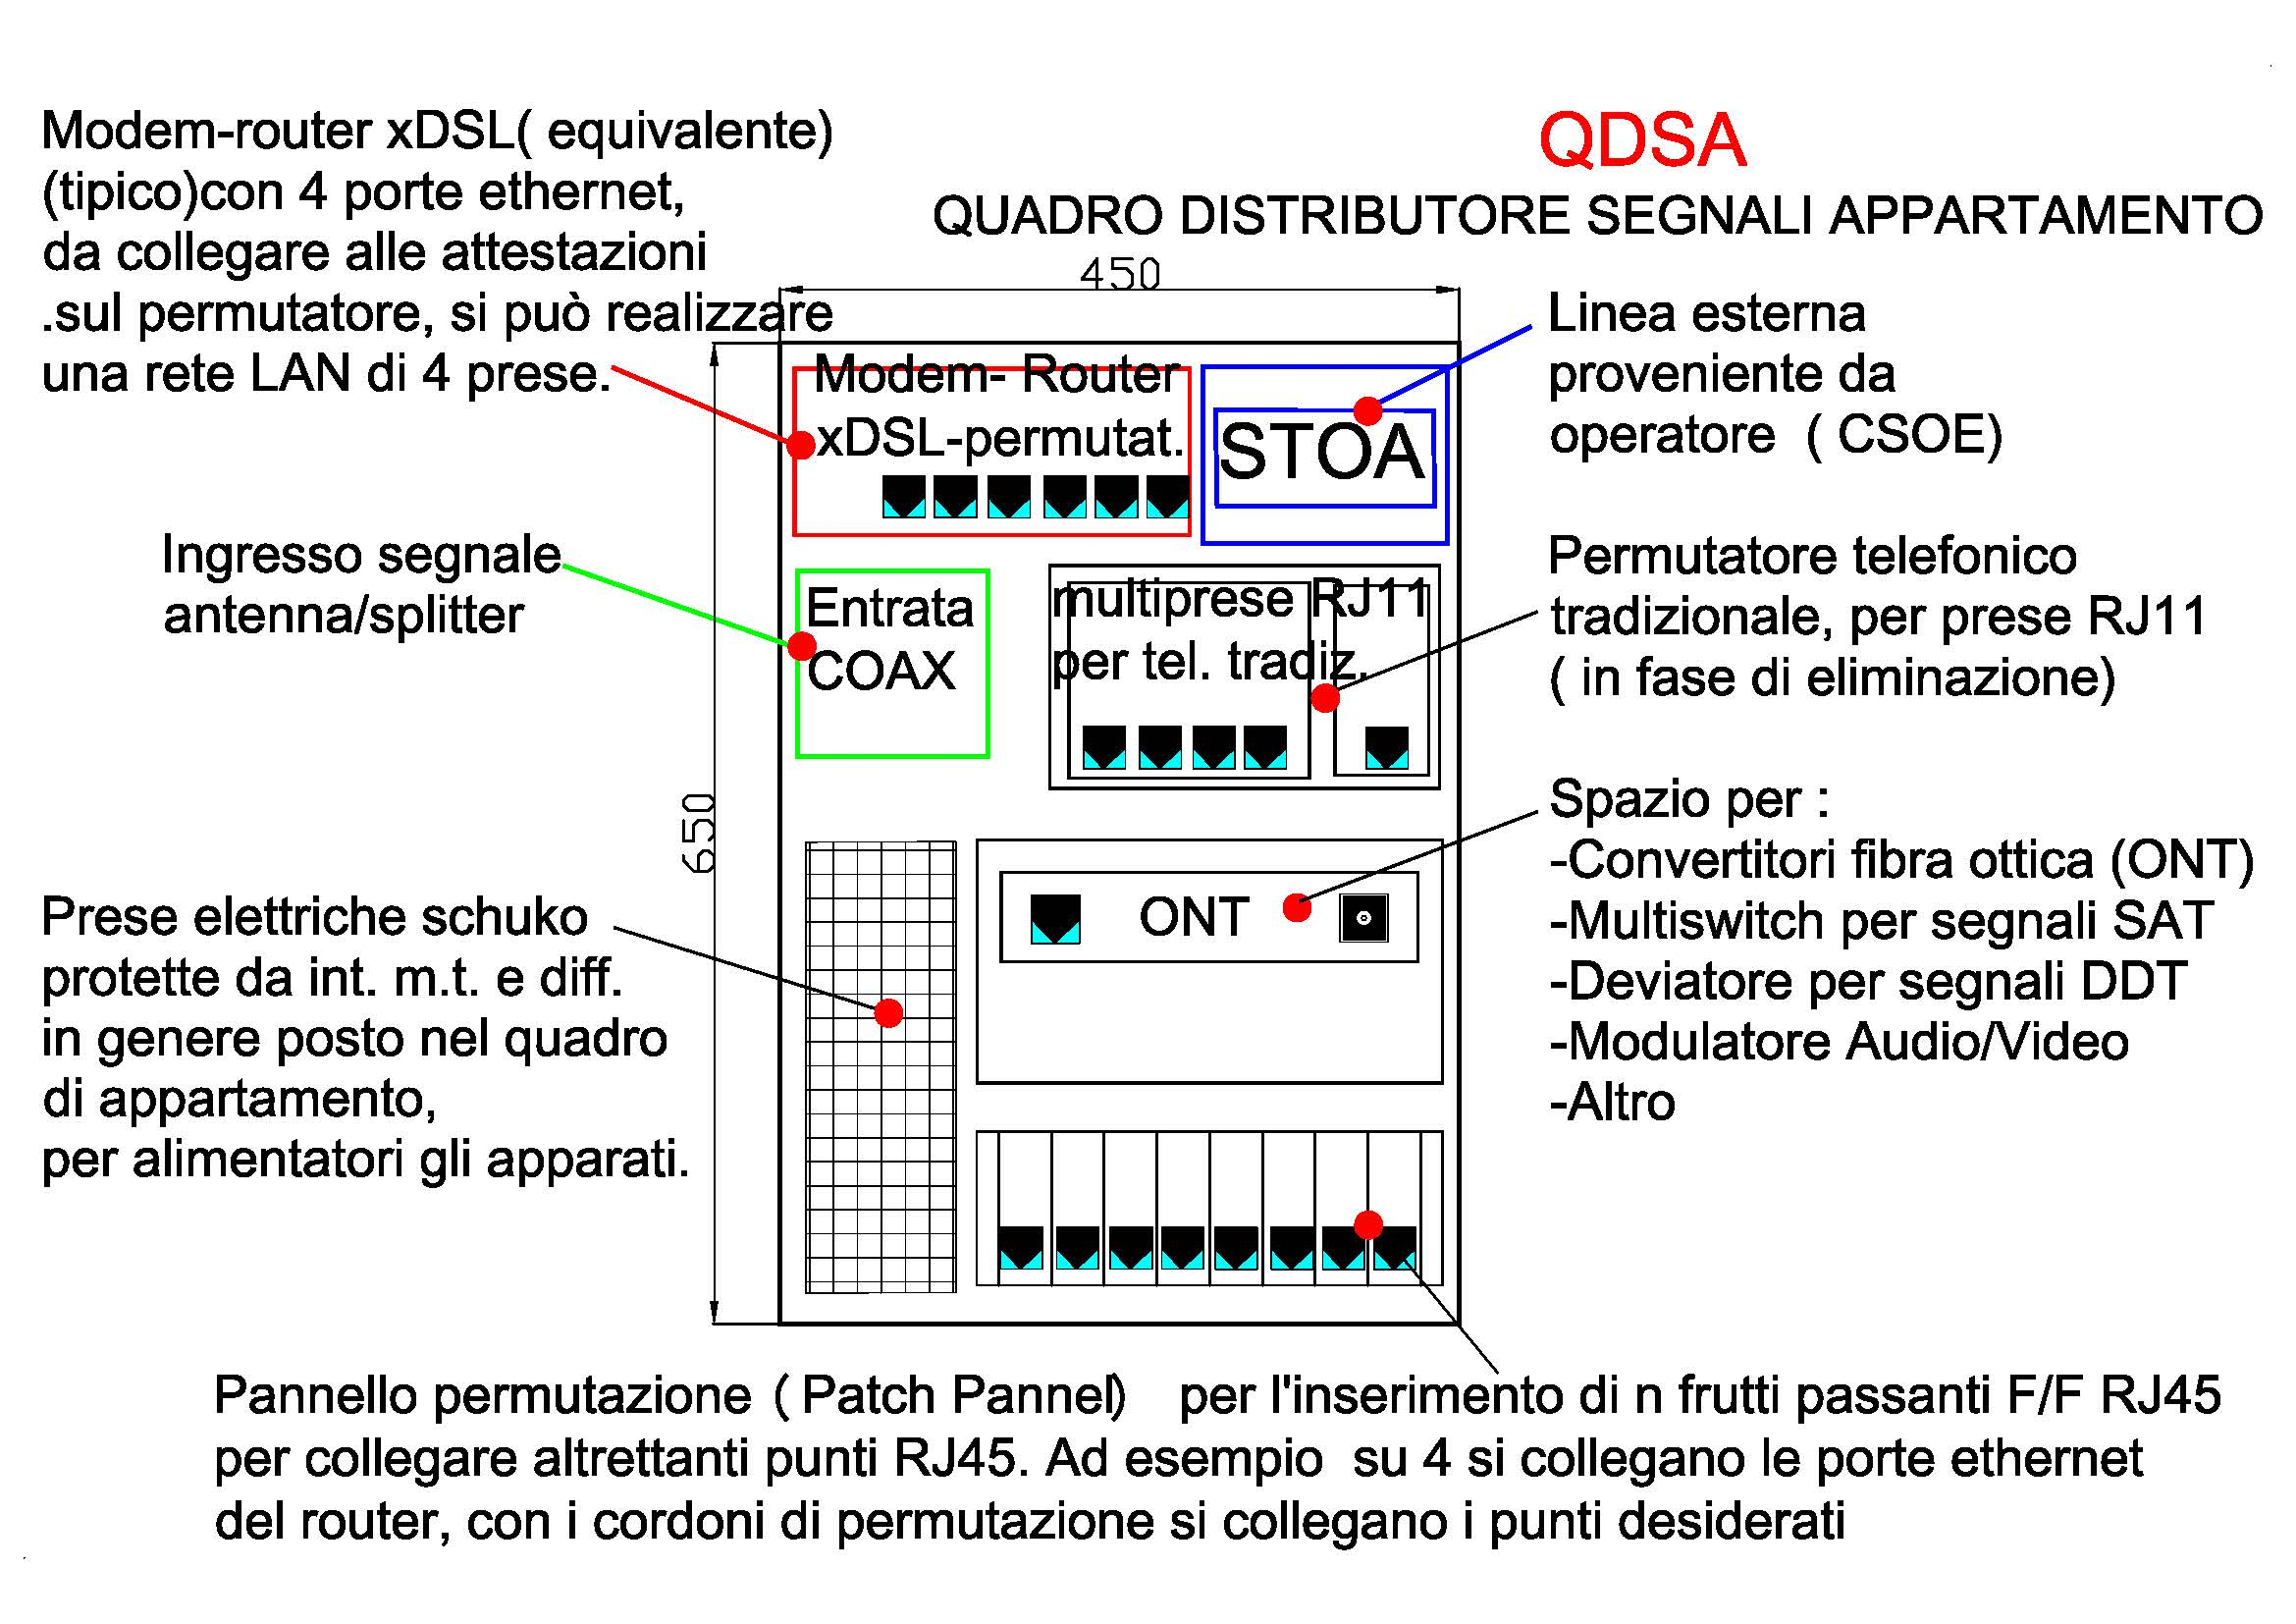 Modem-router xDSL( equivalente)
(tipico)con 4 porte ethernet,
da collegare alle attestazioni
.sul permutatore, si può realizzare
una rete LAN di 4 prese.
QDSA
QUADRO DISTRIBUTORE SEGNALI APPARTAMENTO
450
650
Modem- Router
xDSL-permutat.
STOA
Linea esterna
proveniente da
operatore ( CSOE)
Ingresso segnale
antenna/splitter
Entrata
COAX
multiprese RJ11
per tel. tradiz.
Permutatore telefonico
tradizionale, per prese RJ11
( in fase di eliminazione)
Prese elettriche schuko
protette da int. m.t. e diff.
in genere posto nel quadro
di appartamento,
per alimentatori gli apparati.
ONT
Spazio per :
-Convertitori fibra ottica (ONT)
-Multiswitch per segnali SAT
-Deviatore per segnali DDT
-Modulatore Audio/Video
-Altro
Pannello permutazione ( Patch Pannel) per l'inserimento di n frutti passanti F/F RJ45
per collegare altrettanti punti RJ45. Ad esempio su 4 si collegano le porte ethernet
del router, con i cordoni di permutazione si collegano i punti desiderati